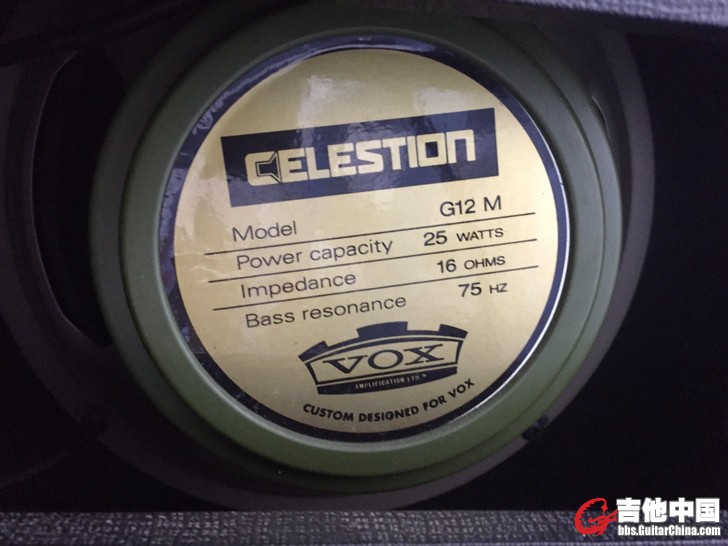 CELESTION
Model G12 M
Power capacity 25 WATTS
Impedance 16 OHMS
Bass resonance 75 HZ
VOX
AMPLIFICATION LTD
CUSTOM DESIGNED FOR VOX
吉他中国
bbs.GuitarChina.com